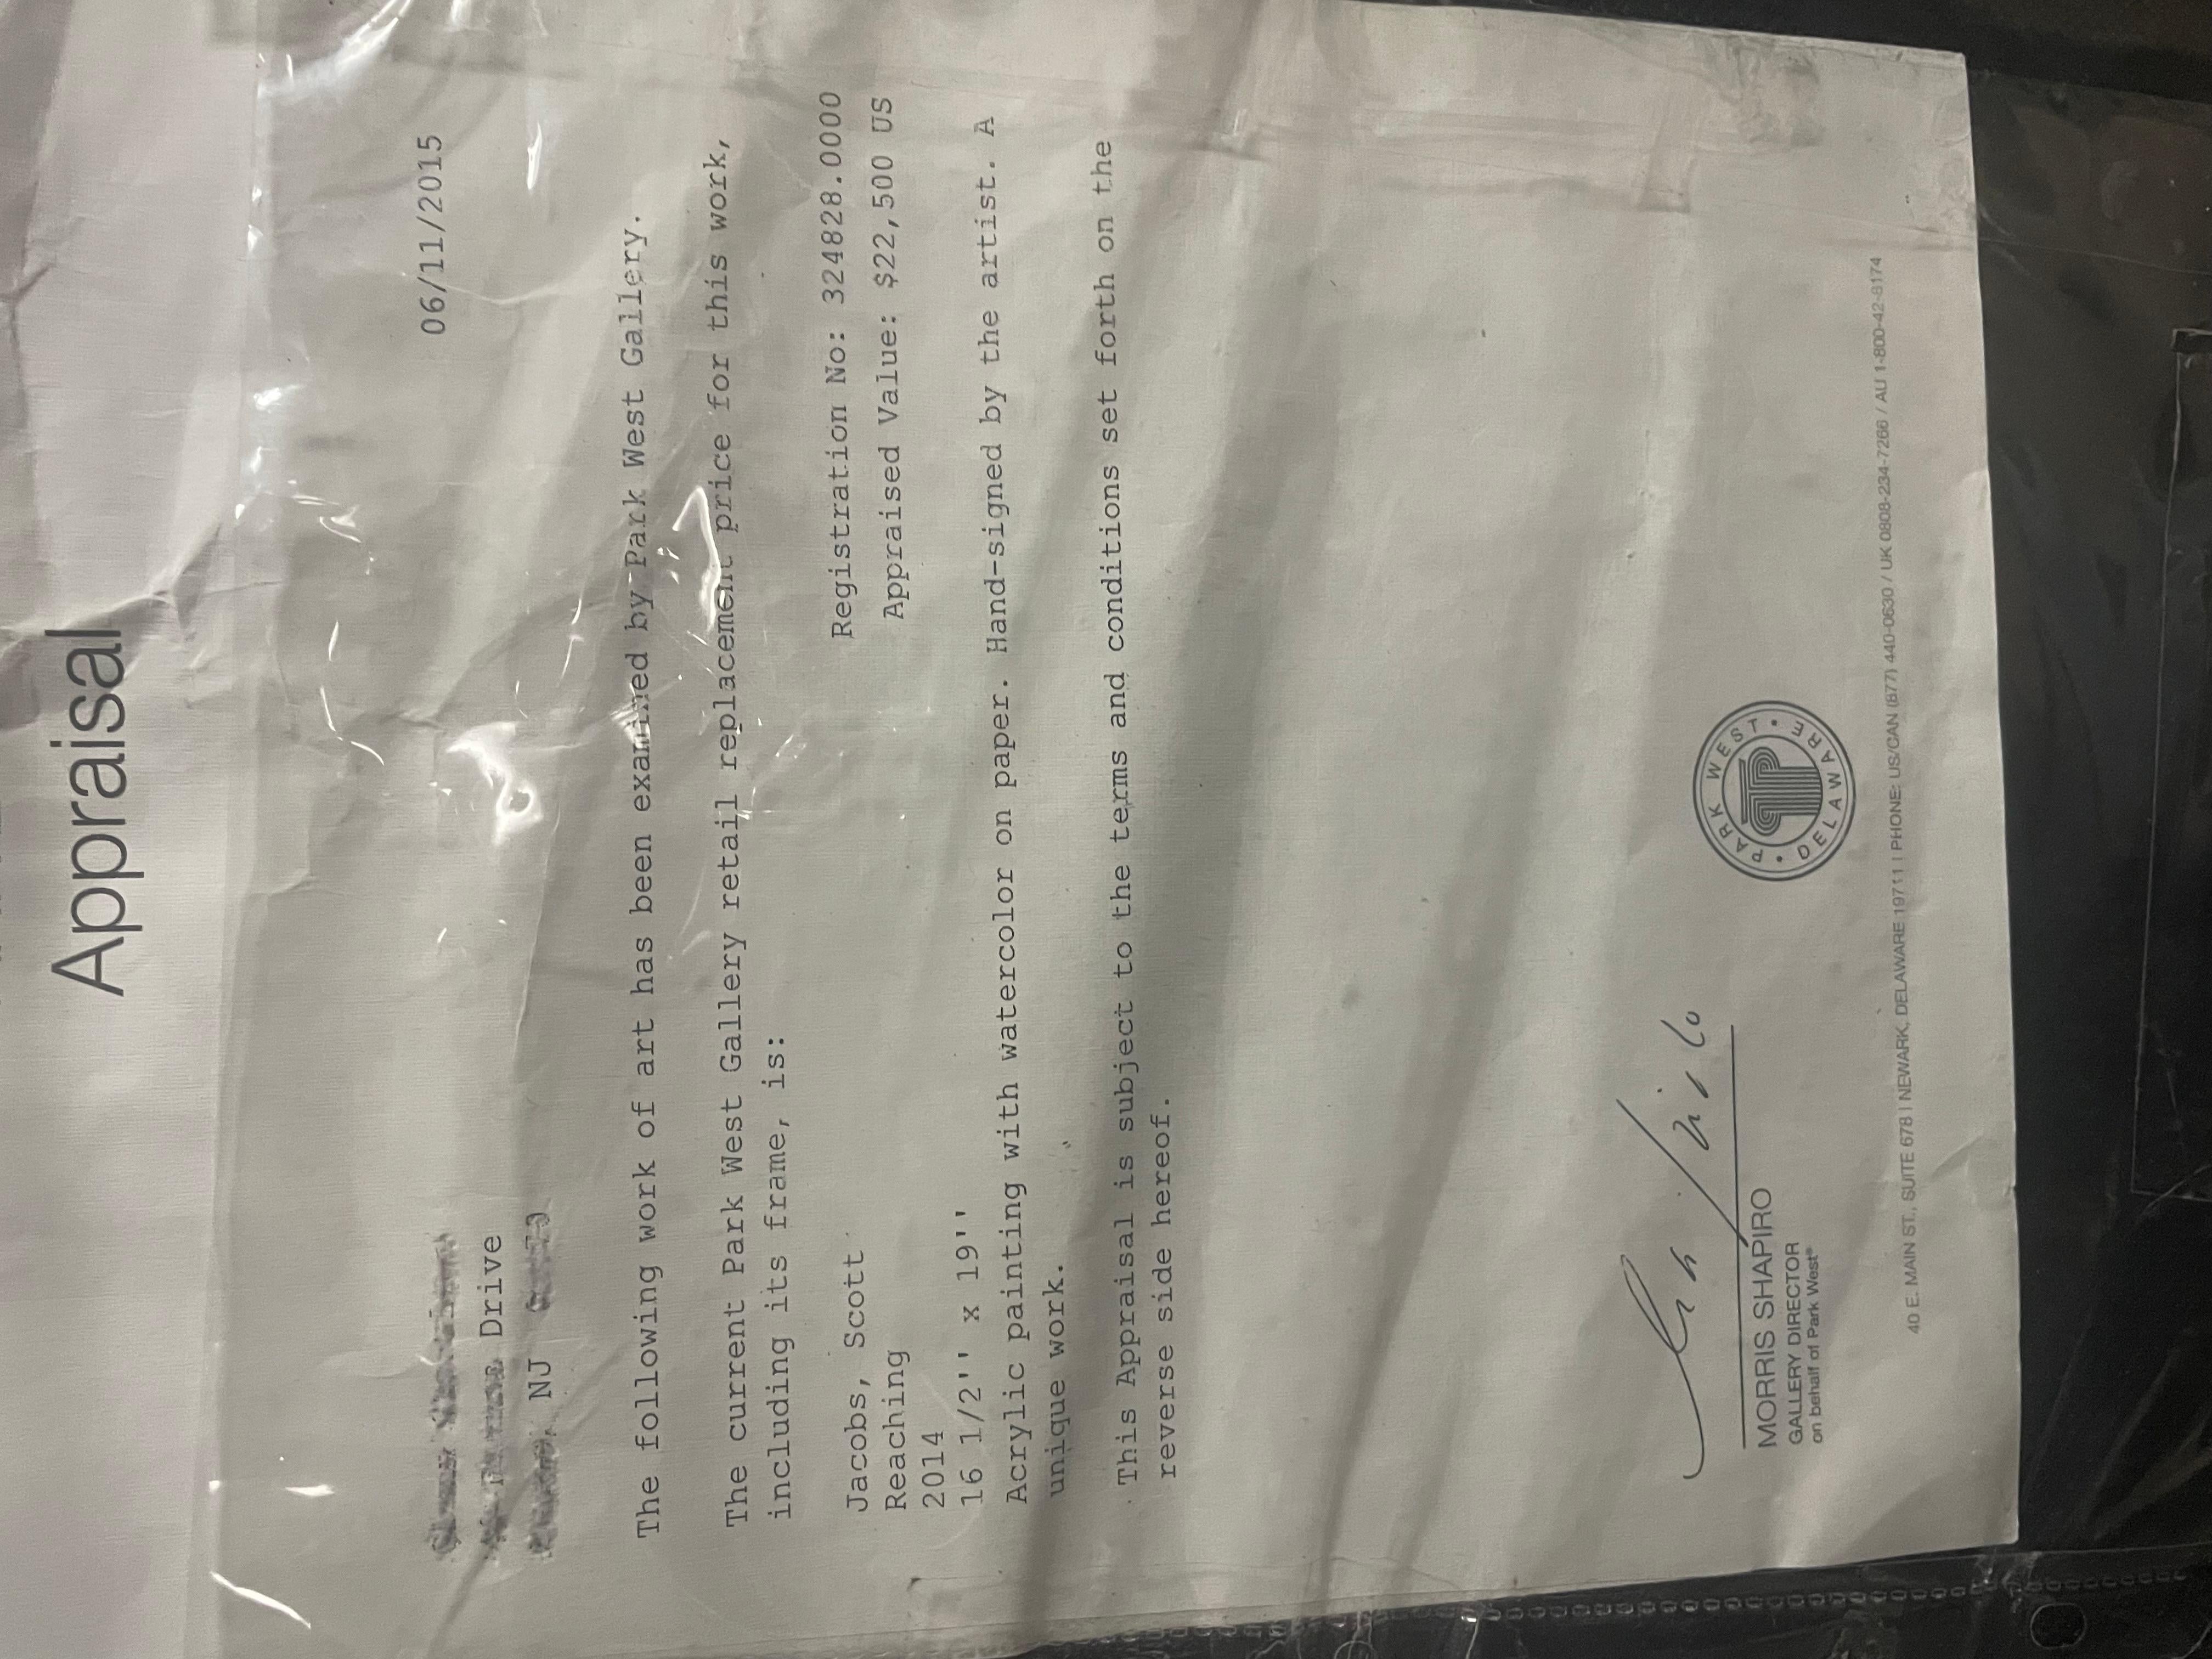 Appraisal
06/11/2015
Drive
NJ
The following work of art has been examined by Park West Gallery.
The current Park West Gallery retail replacement price for this work,
including its frame, is:
Registration No: 324828.0000
Appraised Value: $22,500 US
Jacobs, Scott
Reaching
2014
16 1/2'' x 19''
Acrylic painting with watercolor on paper. Hand-signed by the artist. A
unique work.
This Appraisal is subject to the terms and conditions set forth on the
reverse side hereof.
MORRIS SHAPIRO
GALLERY DIRECTOR
on behalf of Park West®
PARK WEST • DELAWARE •
40 E. MAIN ST., SUITE 678 | NEWARK, DELAWARE 19711 | PHONE: US/CAN (877) 440-0630 / UK 0808-234-7266 / AU 1-800-42-8174